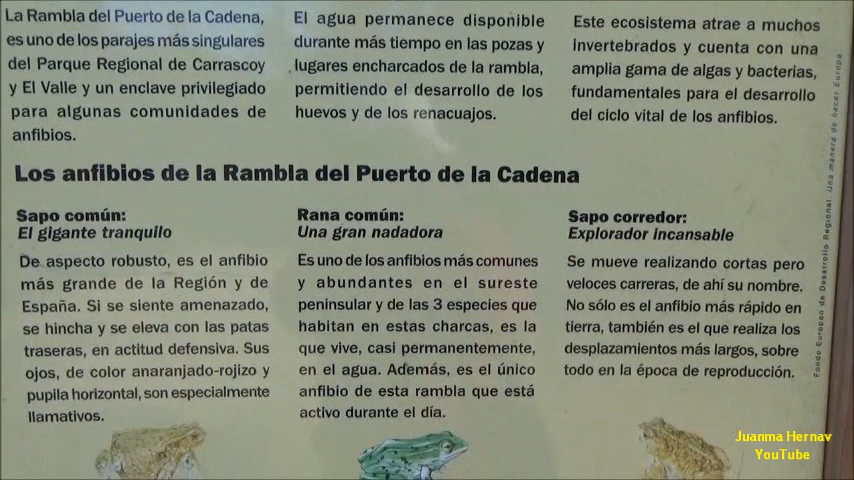 La Rambla del Puerto de la Cadena,
es uno de los parajes más singulares
del Parque Regional de Carrascoy
y El Valle y un enclave privilegiado
para algunas comunidades de
anfibios.
El agua permanece disponible
durante más tiempo en las pozas y
lugares encharcados de la rambla,
permitiendo el desarrollo de los
huevos y de los renacuajos.
Este ecosistema atrae a muchos
invertebrados y cuenta con una
amplia gama de algas y bacterias,
fundamentales para el desarrollo
del ciclo vital de los anfibios.
Los anfibios de la Rambla del Puerto de la Cadena
Sapo común:
El gigante tranquilo
De aspecto robusto, es el anfibio
más grande de la Región y de
España. Si se siente amenazado,
se hincha y se eleva con las patas
traseras, en actitud defensiva. Sus
ojos, de color anaranjado-rojizo y
pupila horizontal, son especialmente
llamativos.
Rana común:
Una gran nadadora
Es uno de los anfibios más comunes
y abundantes en el sureste
peninsular y de las 3 especies que
habitan en estas charcas, es la
que vive, casi permanentemente,
en el agua. Además, es el único
anfibio de esta rambla que está
activo durante el día.
Sapo corredor:
Explorador incansable
Se mueve realizando cortas pero
veloces carreras, de ahí su nombre.
No sólo es el anfibio más rápido en
tierra, también es el que realiza los
desplazamientos más largos, sobre
todo en la época de reproducción.
Fondo Europeo de Desarrollo Regional. Una manera de hacer Europa.
Juanma Hernav
YouTube